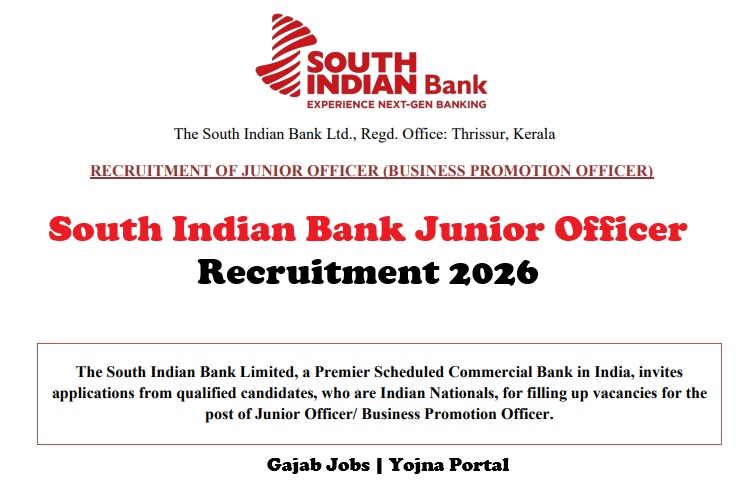 SOUTH
INDIAN Bank
EXPERIENCE NEXT-GEN BANKING
The South Indian Bank Ltd., Regd. Office: Thrissur, Kerala
RECRUITMENT OF JUNIOR OFFICER (BUSINESS PROMOTION OFFICER)
South Indian Bank Junior Officer
Recruitment 2026
The South Indian Bank Limited, a Premier Scheduled Commercial Bank in India, invites
applications from qualified candidates, who are Indian Nationals, for filling up vacancies for the
post of Junior Officer/ Business Promotion Officer.
Gajab Jobs | Yojna Portal